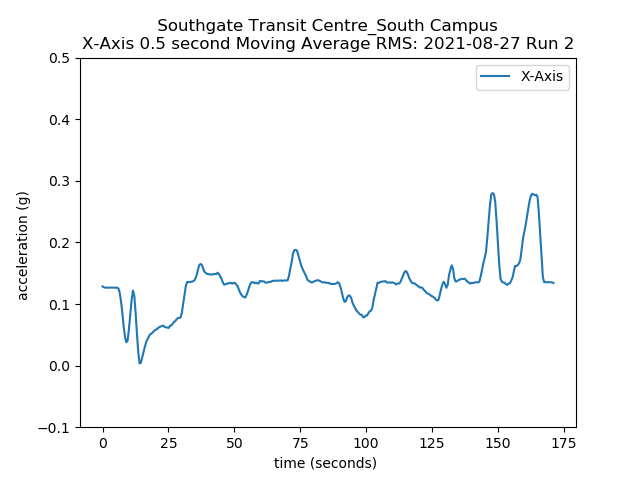 Southgate Transit Centre_South Campus
X-Axis 0.5 second Moving Average RMS: 2021-08-27 Run 2
X-Axis
acceleration (g)
0.5
0.4
0.3
0.2
0.1
0.0
−0.1
0 25 50 75 100 125 150 175
time (seconds)